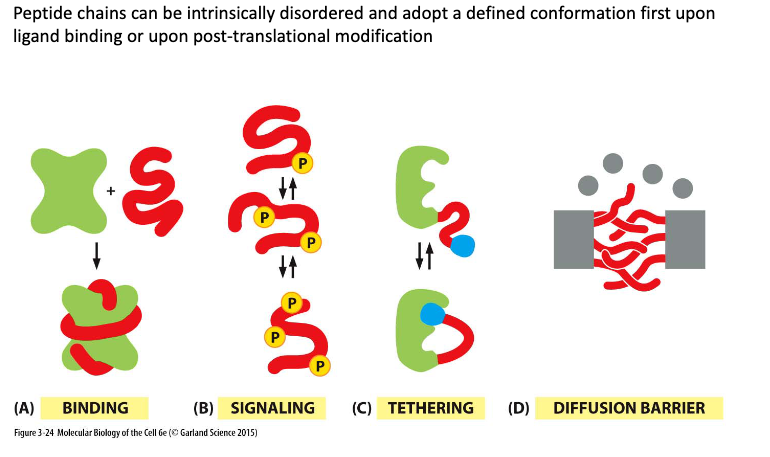 Peptide chains can be intrinsically disordered and adopt a defined conformation first upon
ligand binding or upon post-translational modification
+
P
P
P
P
P
P
(A) BINDING
(B) SIGNALING
(C) TETHERING
(D) DIFFUSION BARRIER
Figure 3-24 Molecular Biology of the Cell 6e (© Garland Science 2015)